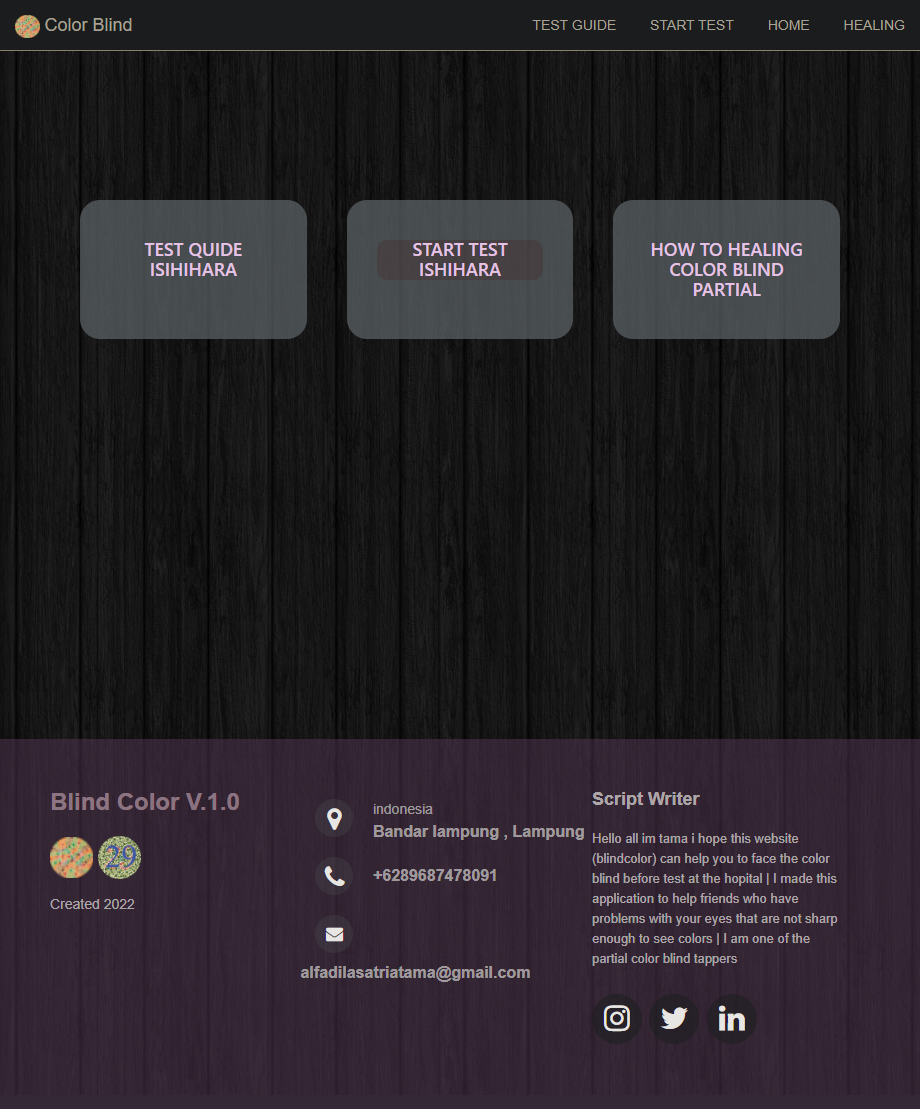 Color Blind
TEST GUIDE
START TEST
HOME
HEALING
TEST QUIDE
ISIHIHARA
START TEST
ISHIHARA
HOW TO HEALING
COLOR BLIND
PARTIAL
Blind Color V.1.0
29
Created 2022
indonesia
Bandar lampung , Lampung
+6289687478091
alfadilasatriatama@gmail.com
Script Writer
Hello all im tama i hope this website
(blindcolor) can help you to face the color
blind before test at the hopital | I made this
application to help friends who have
problems with your eyes that are not sharp
enough to see colors | I am one of the
partial color blind tappers
in